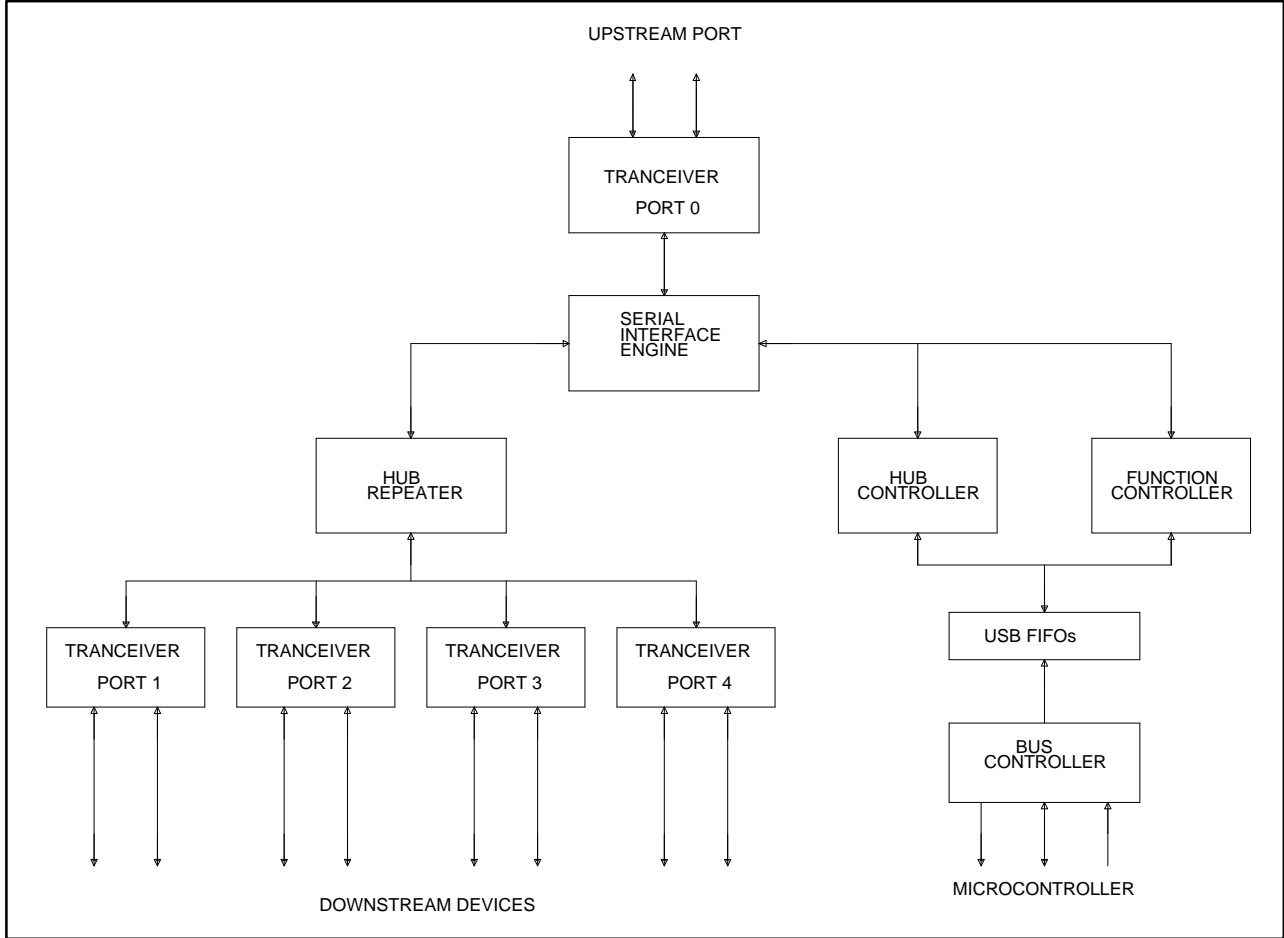 UPSTREAM PORT
TRANCEIVER
PORT 0
SERIAL
INTERFACE
ENGINE
HUB
REPEATER
HUB
CONTROLLER
FUNCTION
CONTROLLER
TRANCEIVER
PORT 1
TRANCEIVER
PORT 2
TRANCEIVER
PORT 3
TRANCEIVER
PORT 4
USB FIFOs
BUS
CONTROLLER
MICROCONTROLLER
DOWNSTREAM DEVICES